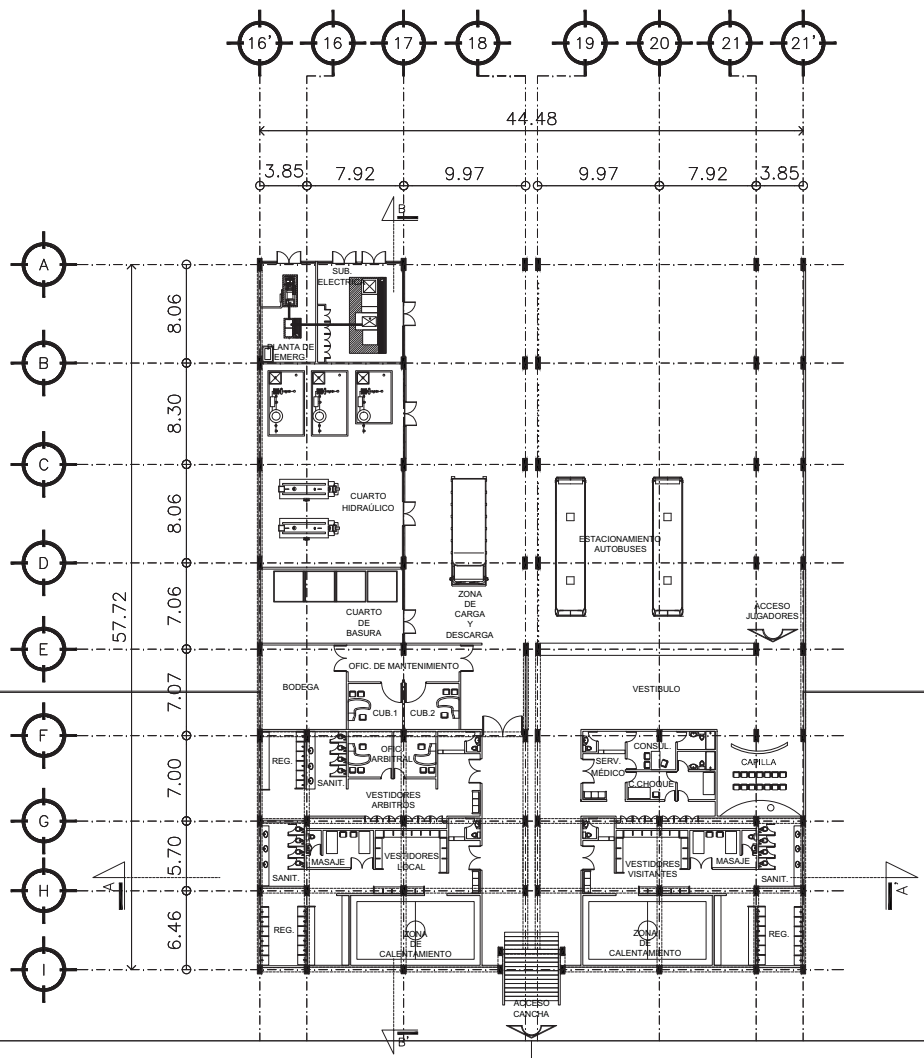 16'
16
17
18
19
20
21
21'
44.48
3.85
7.92
9.97
9.97
7.92
3.85
B
A
B
C
D
E
F
G
H
I
57.72
8.06
8.30
8.06
7.06
7.07
7.00
5.70
6.46
SUB.
ELECTRICA
PLANTA DE
EMERG.
CUARTO
HIDRAÚLICO
ESTACIONAMIENTO
AUTOBUSES
CUARTO
DE
BASURA
ZONA
DE
CARGA
Y
DESCARGA
ACCESO
JUGADORES
OFIC. DE MANTENIMIENTO
BODEGA
VESTIBULO
CUB.1
CUB.2
REG.
SANIT.
OFIC.
ARBITRAL
VESTIDORES
ARBITROS
SERV.
MÉDICO
CONSUL.
C.CHOQUE
CAPILLA
SANIT.
MASAJE
VESTIDORES
LOCAL
VESTIDORES
VISITANTES
MASAJE
SANIT.
A
A'
REG.
ZONA
DE
CALENTAMIENTO
ZONA
DE
CALENTAMIENTO
REG.
ACCESO
CANCHA
B'